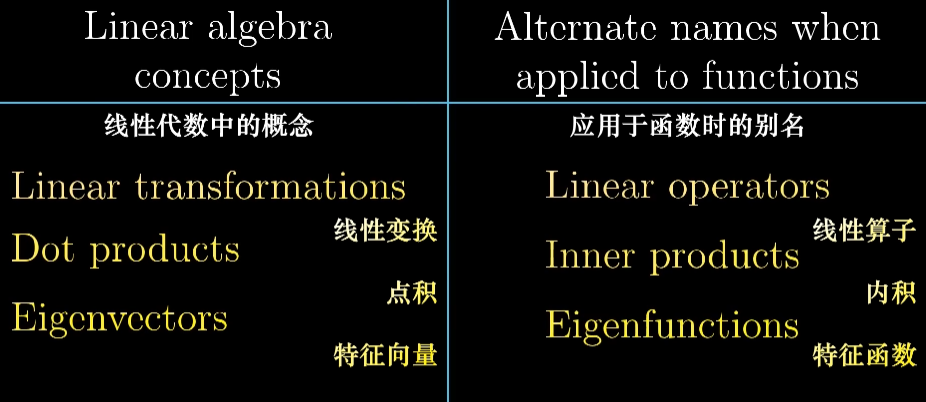 Linear algebra
concepts
线性代数中的概念
Linear transformations
线性变换
Dot products
点积
Eigenvectors
特征向量
Alternate names when
applied to functions
应用于函数时的别名
Linear operators
线性算子
Inner products
内积
Eigenfunctions
特征函数